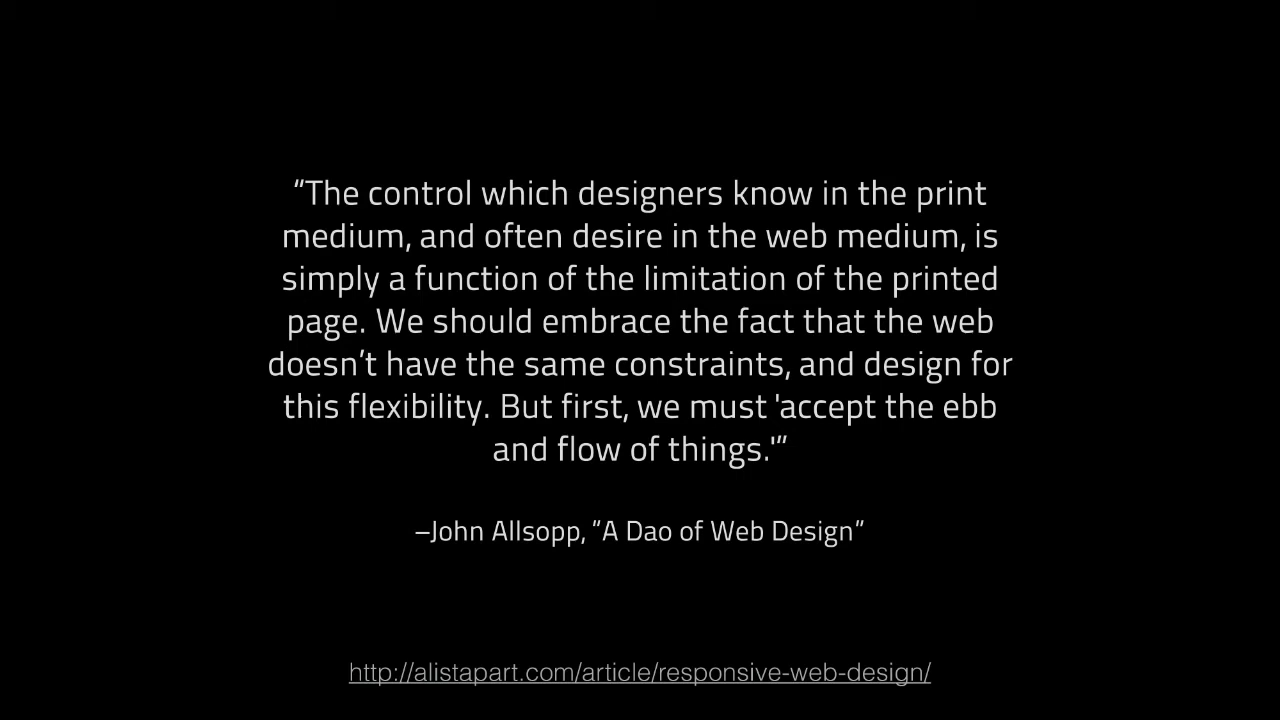 “The control which designers know in the print
medium, and often desire in the web medium, is
simply a function of the limitation of the printed
page. We should embrace the fact that the web
doesn’t have the same constraints, and design for
this flexibility. But first, we must 'accept the ebb
and flow of things.'”
–John Allsopp, “A Dao of Web Design”
http://alistapart.com/article/responsive-web-design/